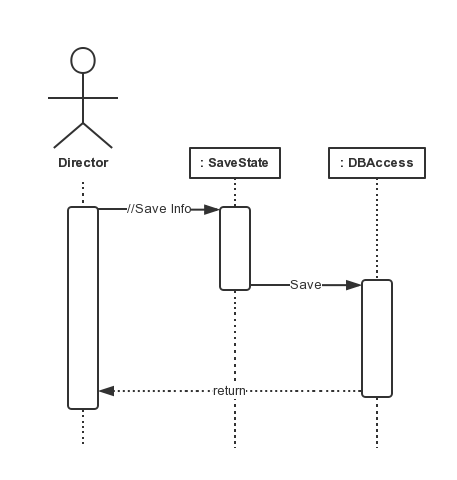 Director
: SaveState
: DBAccess
//Save Info
Save
return